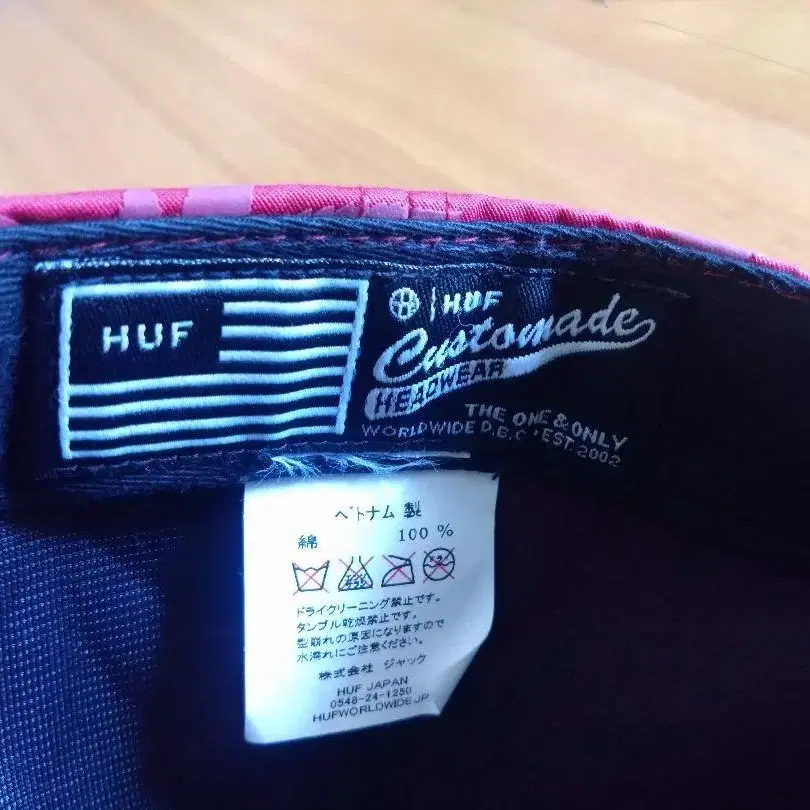 HUF
HUF
Customade
HEADWEAR
THE ONE & ONLY
WORLDWIDE D.B.C • EST. 2002
ベトナム 製
綿 100 %
ドライクリーニング禁止です。
タンブル乾燥禁止です。
型崩れの原因になりますので
水濡れにご注意ください。
株式会社 ジャック
HUF JAPAN
0548-24-1250
HUFWORLDWIDE.JP